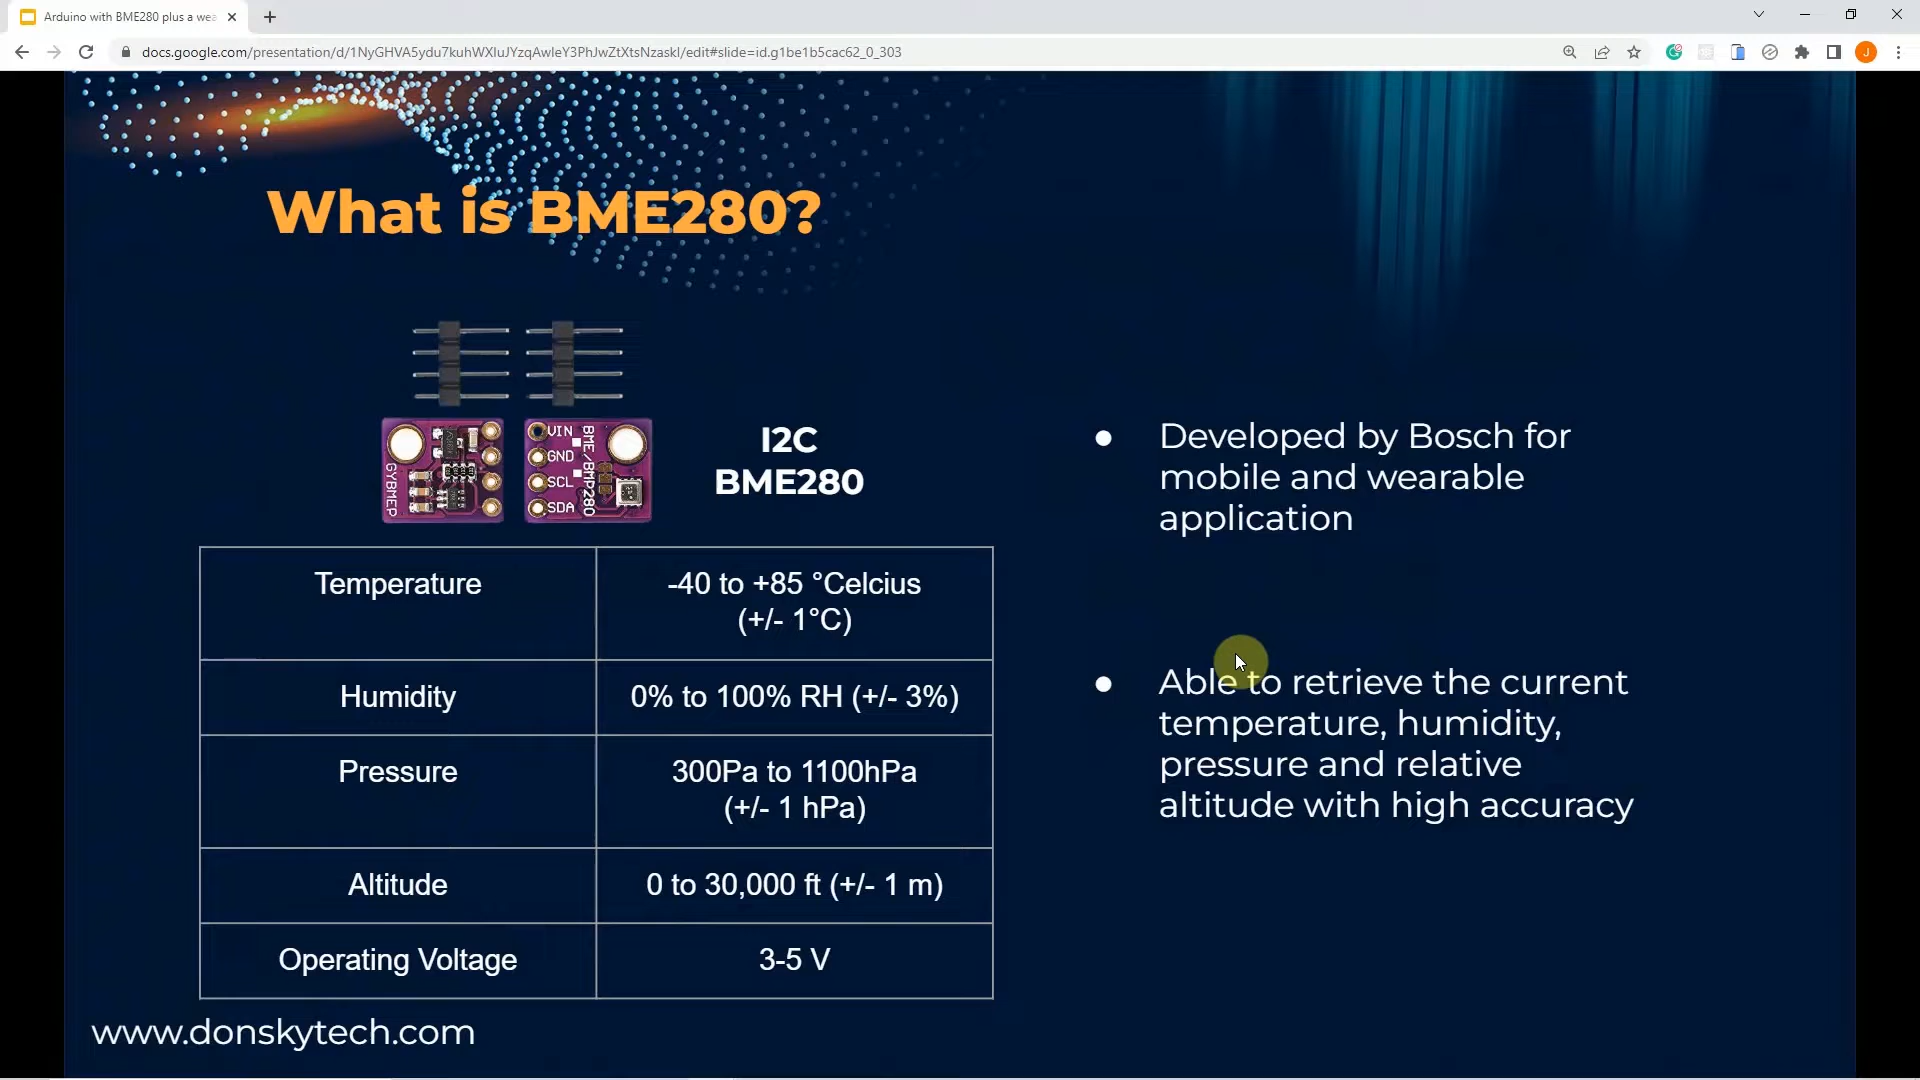 Arduino with BME280 plus a wea
docs.google.com/presentation/d/1NyGHVA5ydu7kuhWXluJYzqAwleY3PhJwZtXtsNzaskI/edit#slide=id.g1be1b5cac62_0_303
J
What is BME280?
GYBMEP
VIN
GND
SCL
SDA
BME/BMP280
I2C
BME280
Temperature
-40 to +85 °Celcius
(+/- 1°C)
Humidity
0% to 100% RH (+/- 3%)
Pressure
300Pa to 1100hPa
(+/- 1 hPa)
Altitude
0 to 30,000 ft (+/- 1 m)
Operating Voltage
3-5 V
● Developed by Bosch for
mobile and wearable
application
● Able to retrieve the current
temperature, humidity,
pressure and relative
altitude with high accuracy
www.donskytech.com